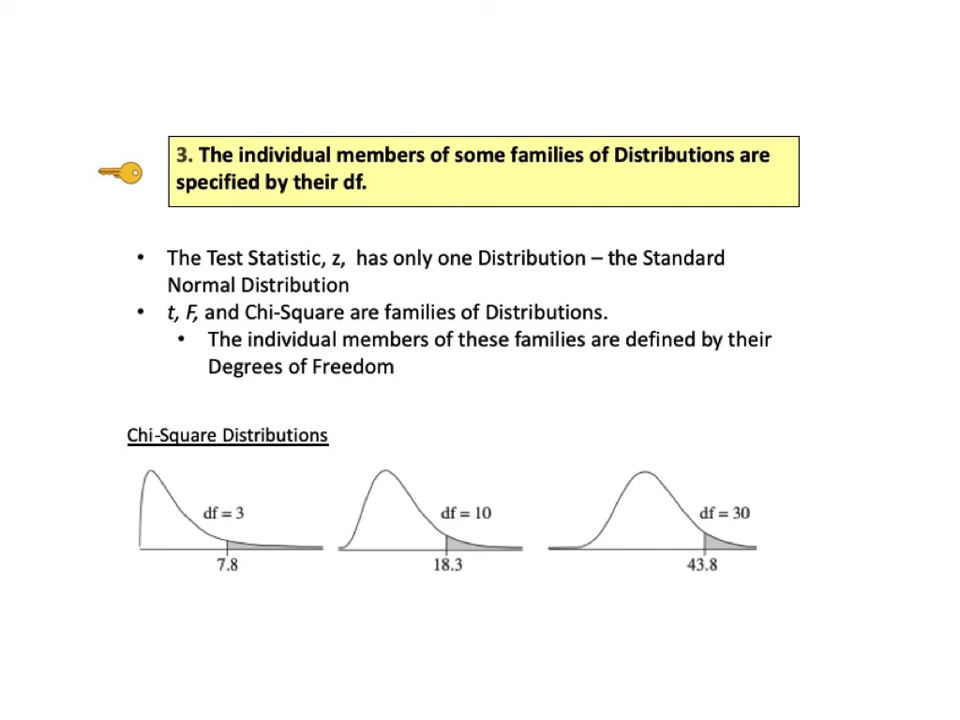 3. The individual members of some families of Distributions are
specified by their df.
• The Test Statistic, z, has only one Distribution – the Standard
Normal Distribution
• t, F, and Chi-Square are families of Distributions.
• The individual members of these families are defined by their
Degrees of Freedom
Chi-Square Distributions
df = 3
df = 10
df = 30
7.8
18.3
43.8